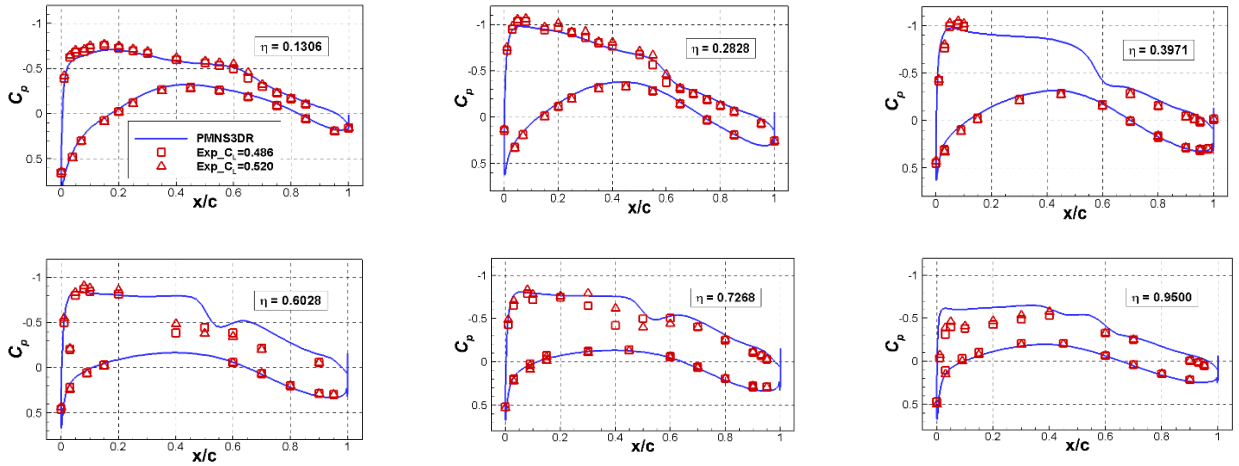 -1
-0.5
0
0.5
C_p
η = 0.1306
PMNS3DR
Exp_C_L=0.486
Exp_C_L=0.520
0 0.2 0.4 0.6 0.8 1
x/c
-1
-0.5
0
0.5
η = 0.2828
0 0.2 0.4 0.6 0.8 1
x/c
-1
-0.5
0
0.5
η = 0.3971
0 0.2 0.4 0.6 0.8 1
x/c
-1
-0.5
0
0.5
C_p
η = 0.6028
0 0.2 0.4 0.6 0.8 1
x/c
-1
-0.5
0
0.5
C_p
η = 0.7268
0 0.2 0.4 0.6 0.8 1
x/c
-1
-0.5
0
0.5
C_p
η = 0.9500
0 0.2 0.4 0.6 0.8 1
x/c